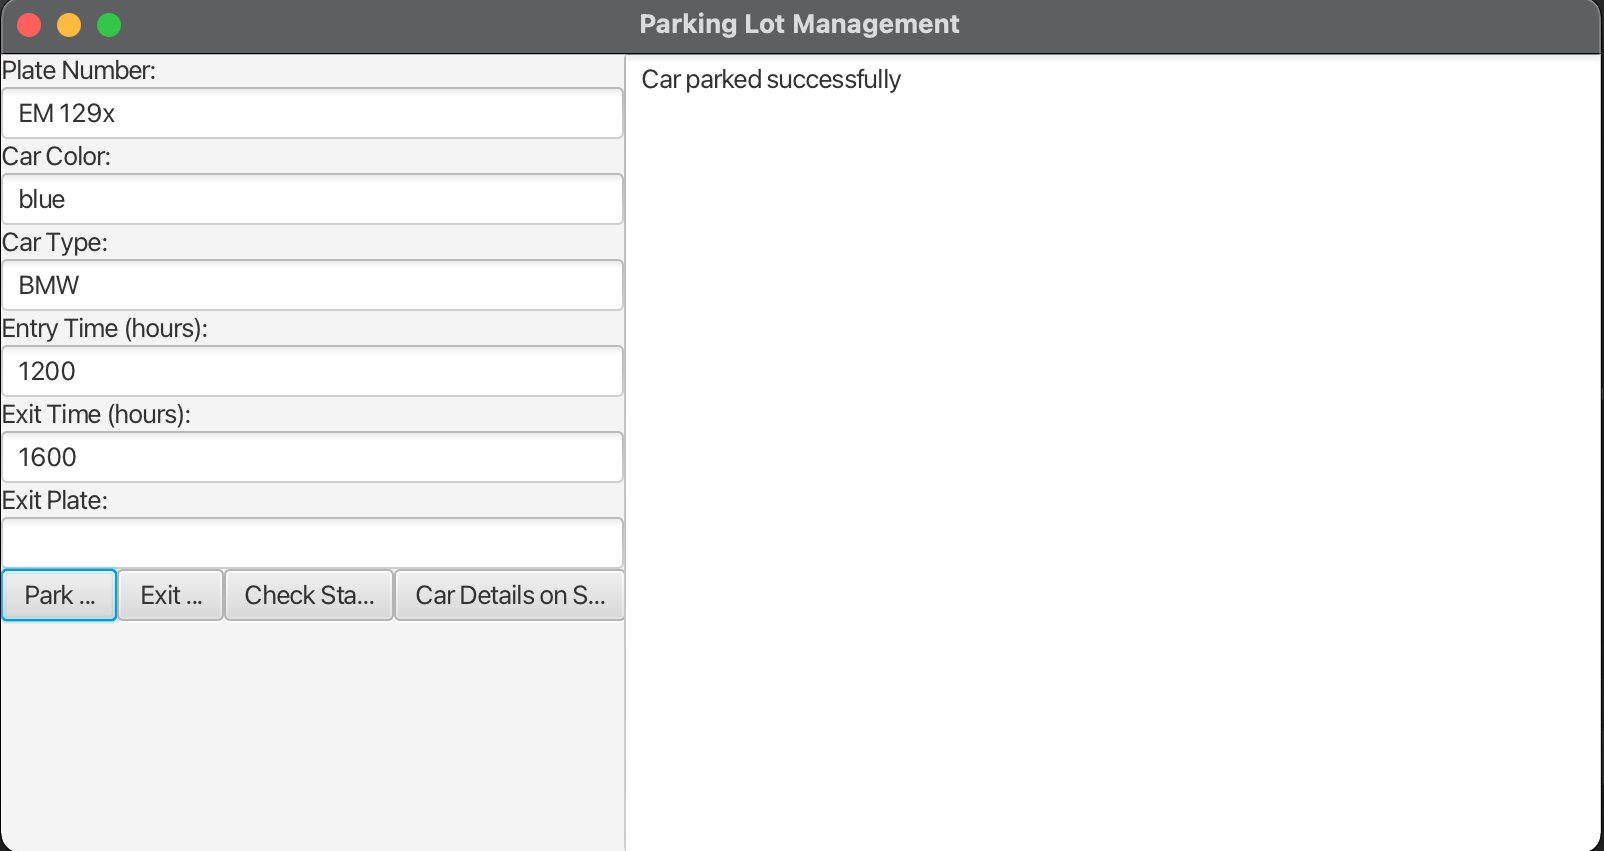 Parking Lot Management
Plate Number:
EM 129x
Car Color:
blue
Car Type:
BMW
Entry Time (hours):
1200
Exit Time (hours):
1600
Exit Plate:
Park ...
Exit ...
Check Sta...
Car Details on S...
Car parked successfully